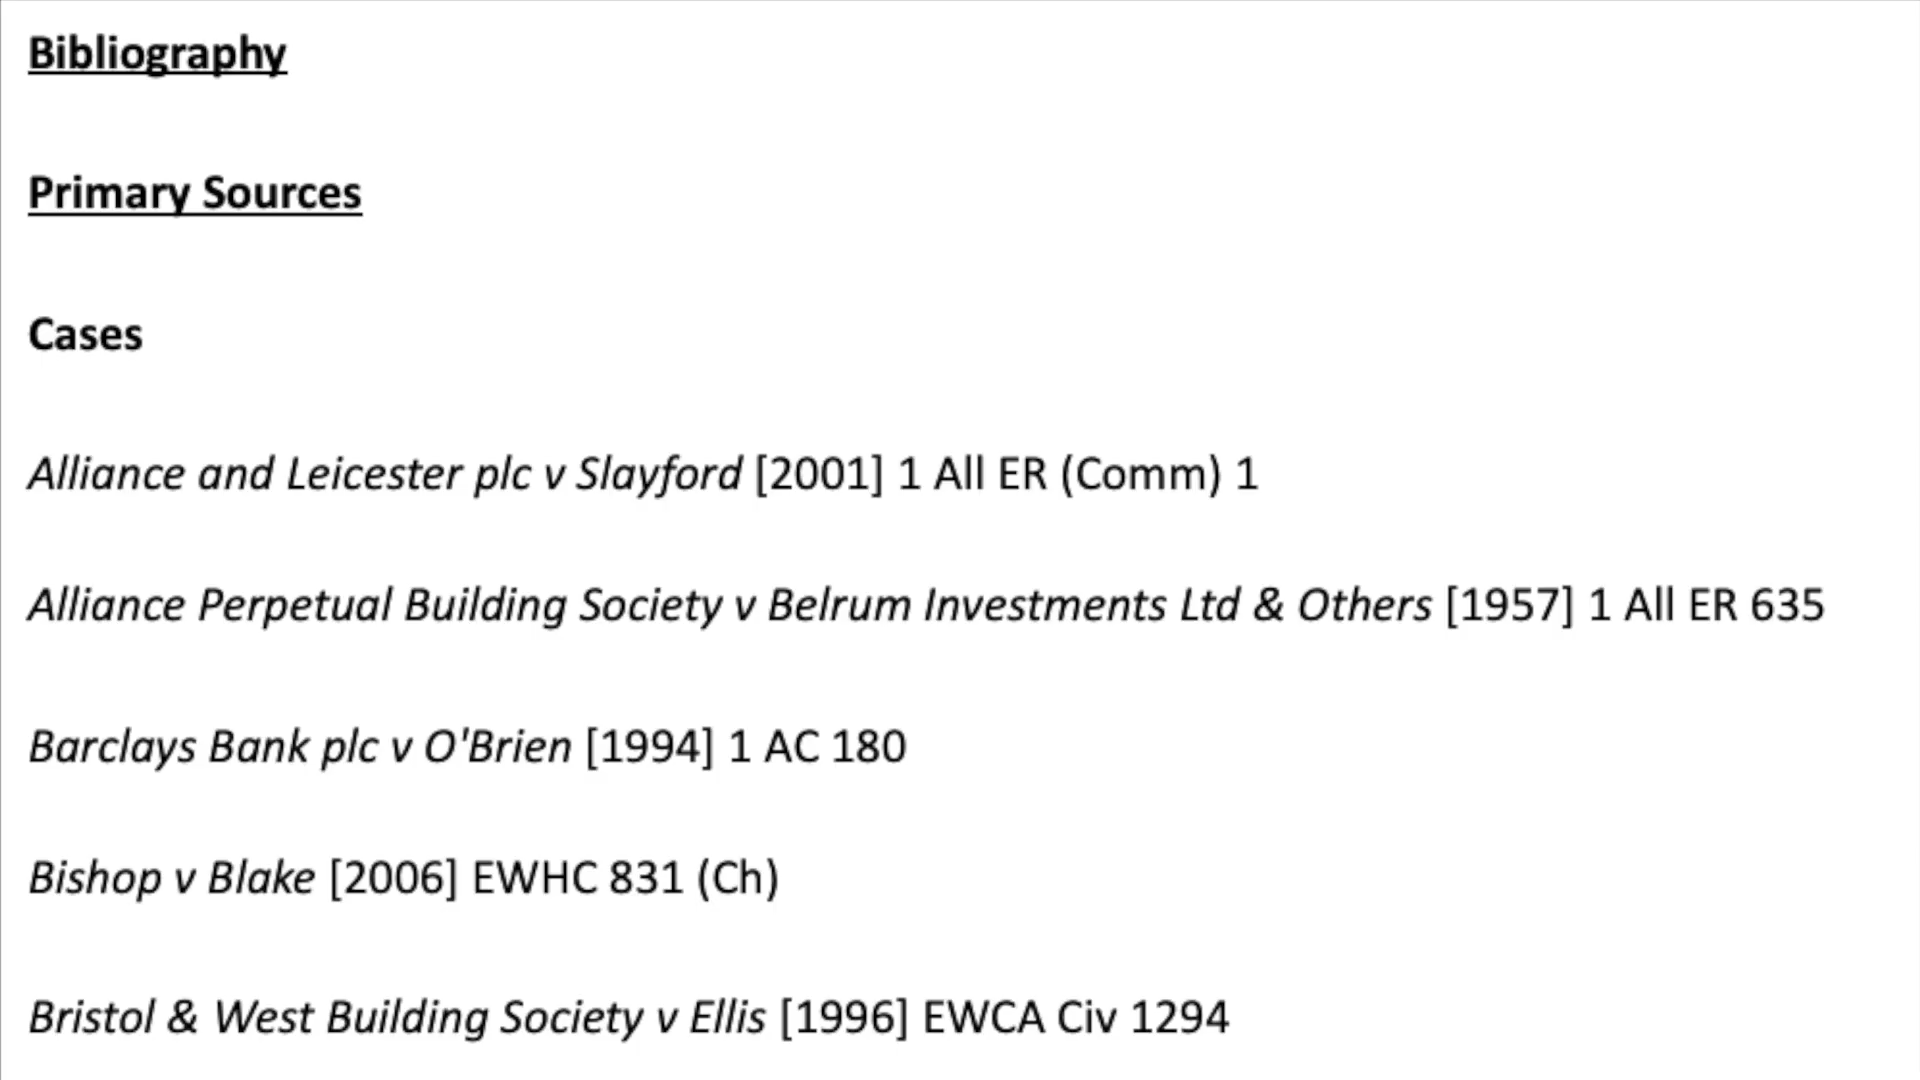 Bibliography
Primary Sources
Cases
Alliance and Leicester plc v Slayford [2001] 1 All ER (Comm) 1
Alliance Perpetual Building Society v Belrum Investments Ltd & Others [1957] 1 All ER 635
Barclays Bank plc v O'Brien [1994] 1 AC 180
Bishop v Blake [2006] EWHC 831 (Ch)
Bristol & West Building Society v Ellis [1996] EWCA Civ 1294